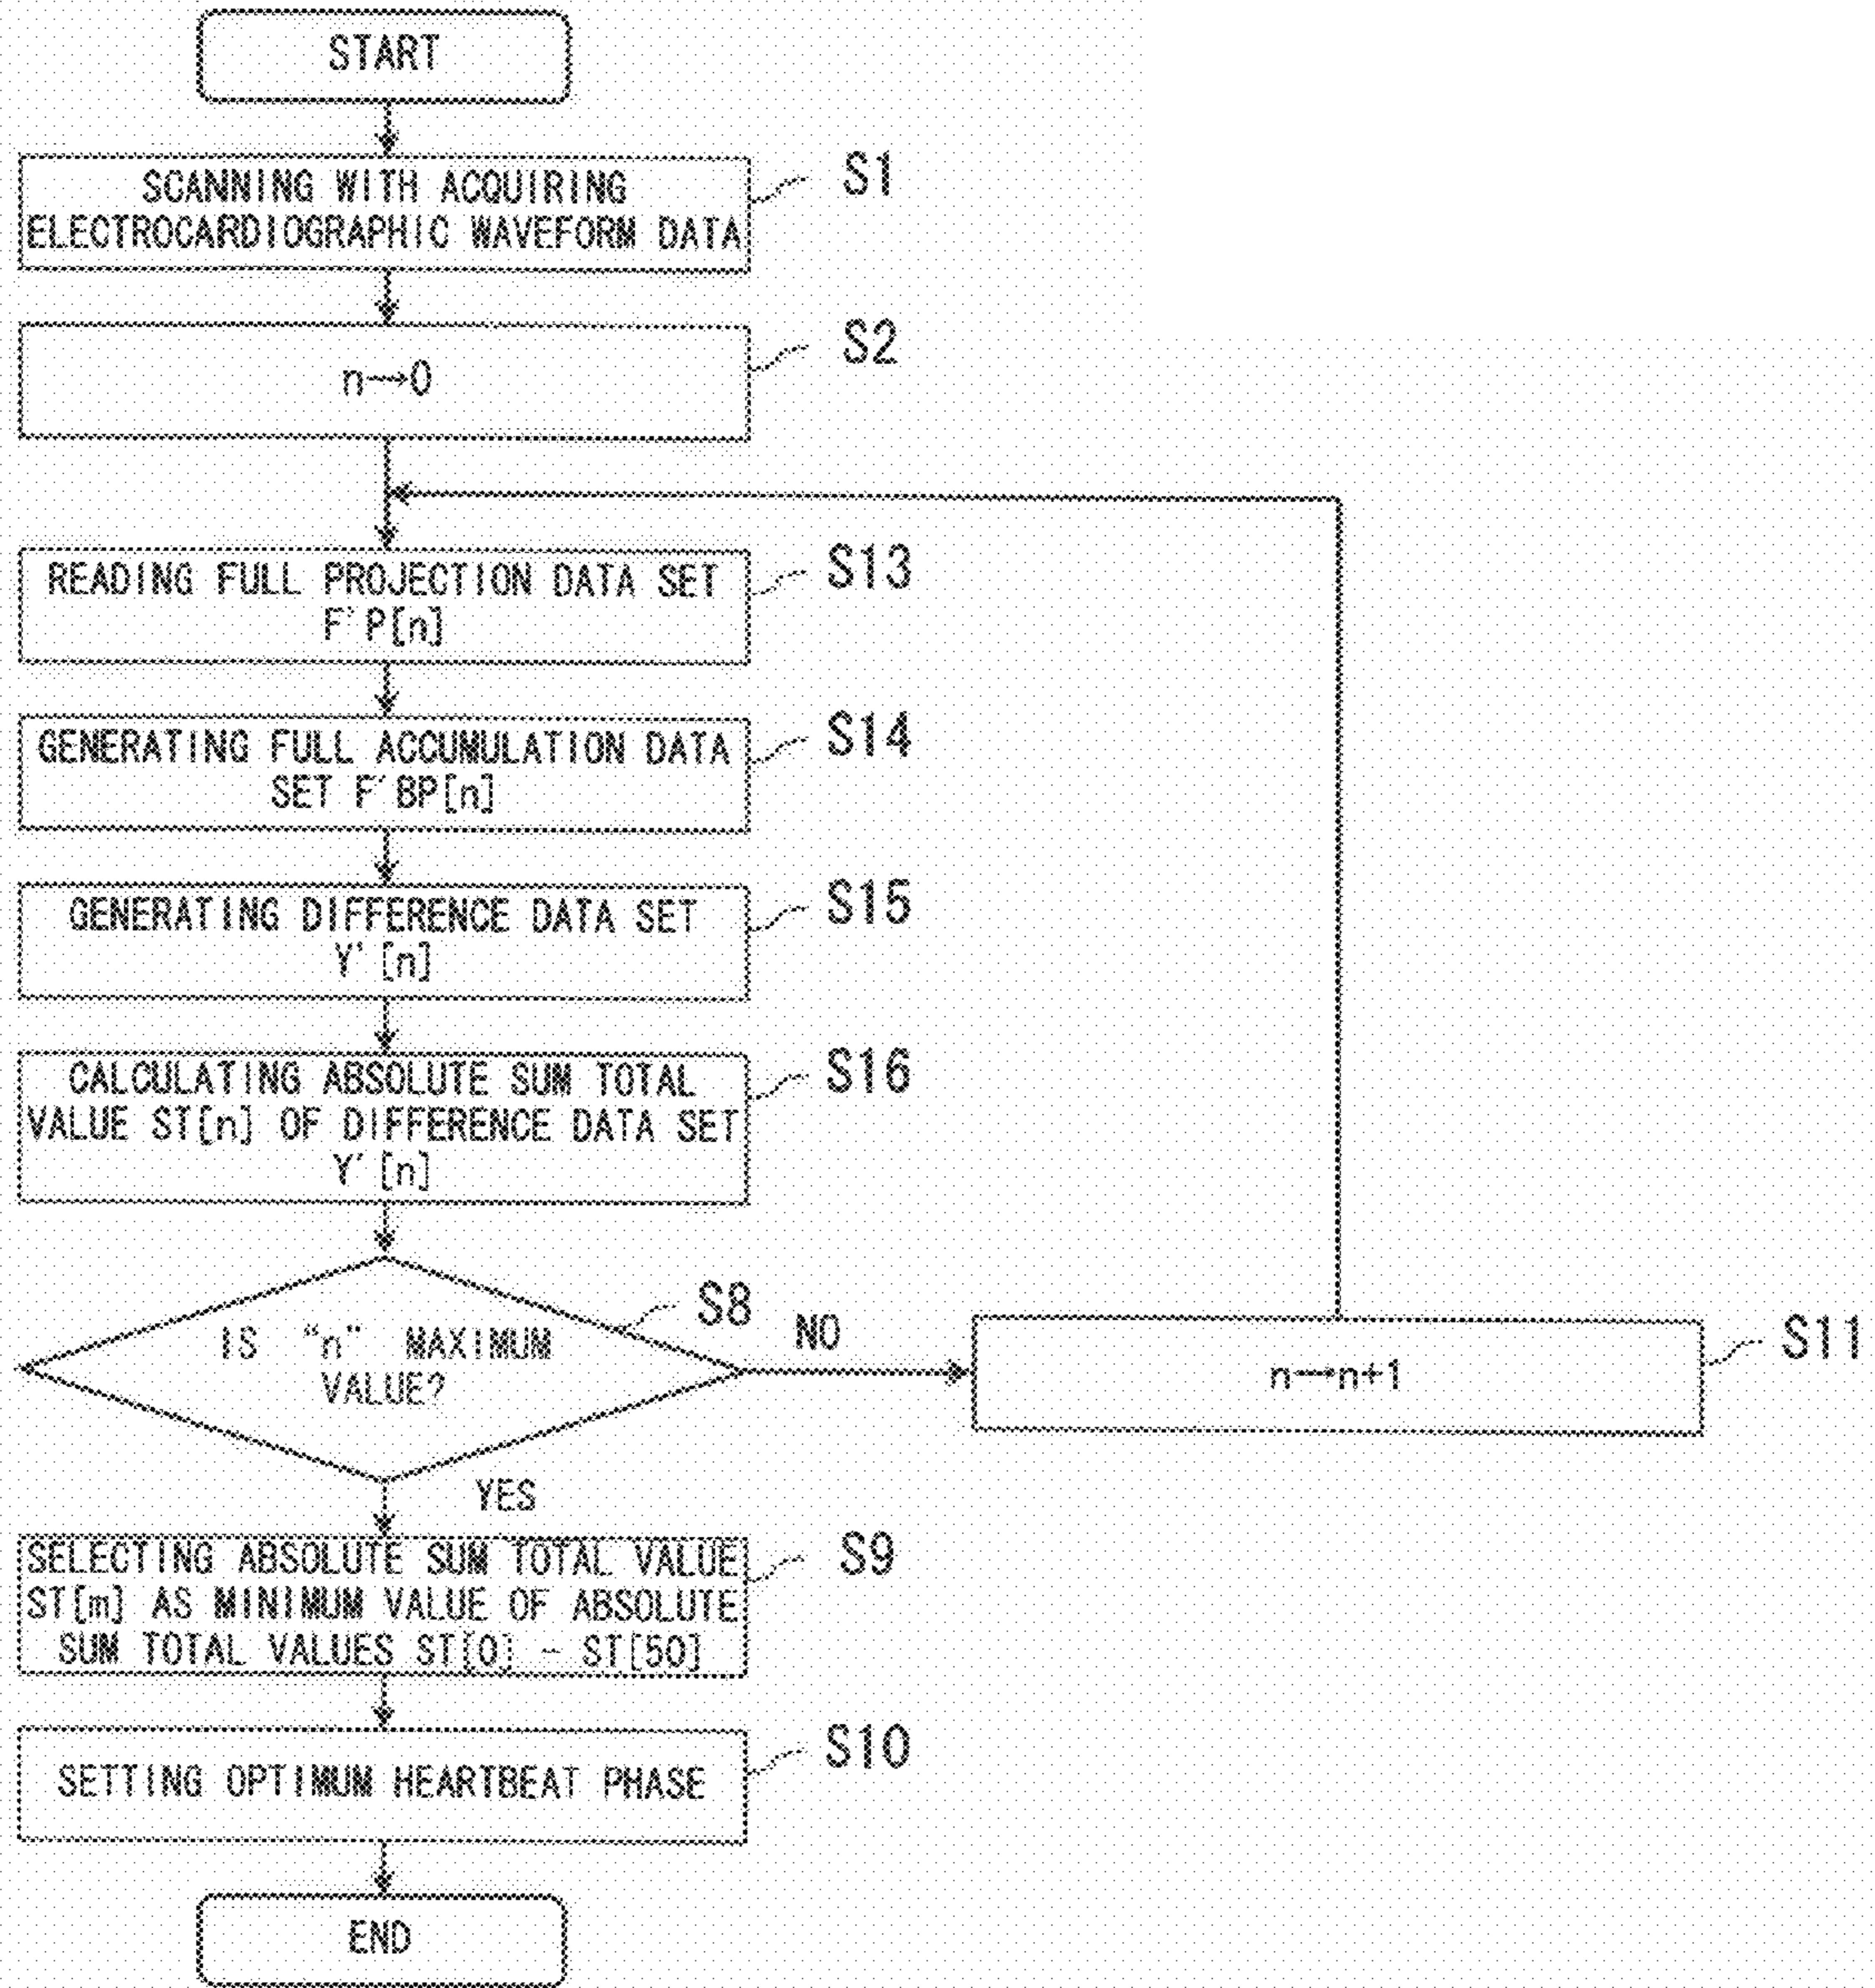 START
SCANNING WITH ACQUIRING
ELECTROCARDIOGRAPHIC WAVEFORM DATA
S1
n→0
S2
READING FULL PROJECTION DATA SET
F'P[n]
S13
GENERATING FULL ACCUMULATION DATA
SET F'BP[n]
S14
GENERATING DIFFERENCE DATA SET
Y'[n]
S15
CALCULATING ABSOLUTE SUM TOTAL
VALUE ST[n] OF DIFFERENCE DATA SET
Y'[n]
S16
IS "n" MAXIMUM
VALUE?
S8
NO
n→n+1
S11
YES
SELECTING ABSOLUTE SUM TOTAL VALUE
ST[m] AS MINIMUM VALUE OF ABSOLUTE
SUM TOTAL VALUES ST[0] - ST[50]
S9
SETTING OPTIMUM HEARTBEAT PHASE
S10
END